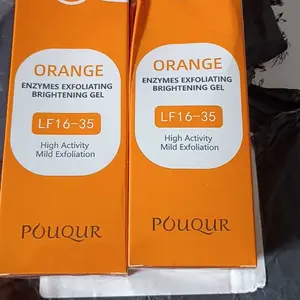 ORANGE
ENZYMES EXFOLIATING
BRIGHTENING GEL
LF16-35
High Activity
Mild Exfoliation
POUQUR
ORANGE
ENZYMES EXFOLIATING
BRIGHTENING GEL
LF16-35
High Activity
Mild Exfoliation
POUQUR